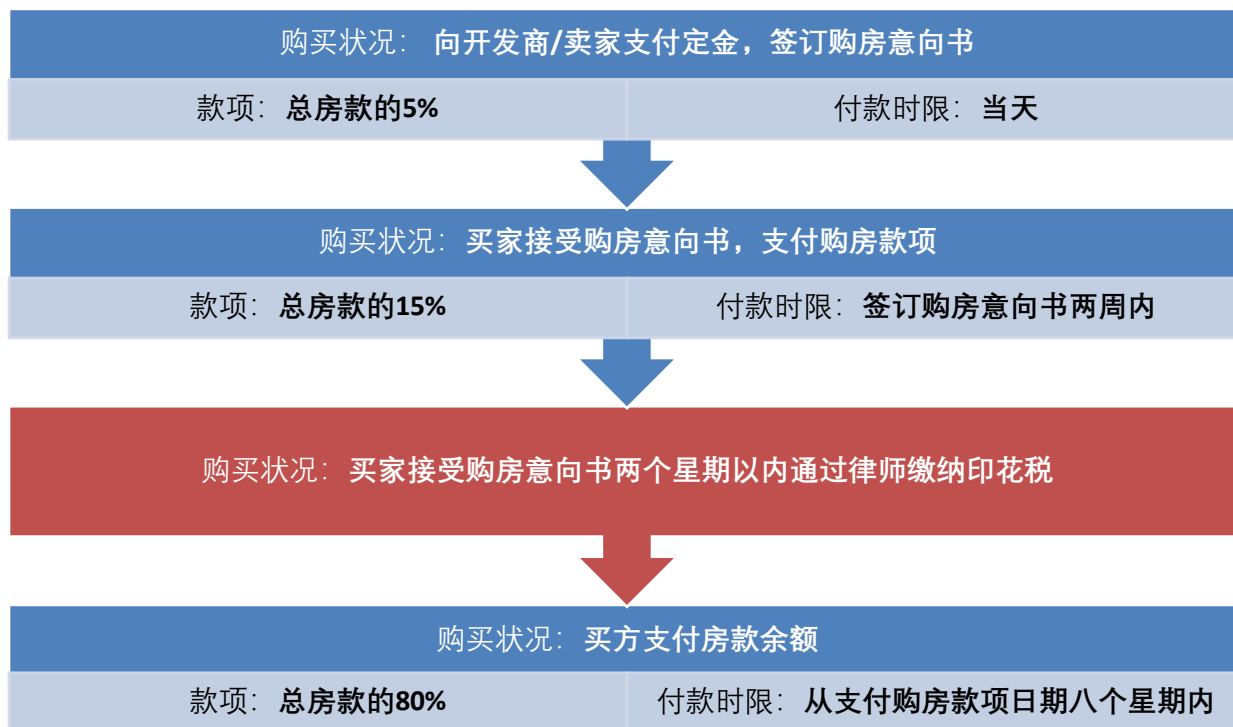 购买状况：向开发商/卖家支付定金，签订购房意向书
款项：总房款的5%
付款时限：当天
购买状况：买家接受购房意向书，支付购房款项
款项：总房款的15%
付款时限：签订购房意向书两周内
购买状况：买家接受购房意向书两个星期以内通过律师缴纳印花税
购买状况：买方支付房款余额
款项：总房款的80%
付款时限：从支付购房款项日期八个星期内